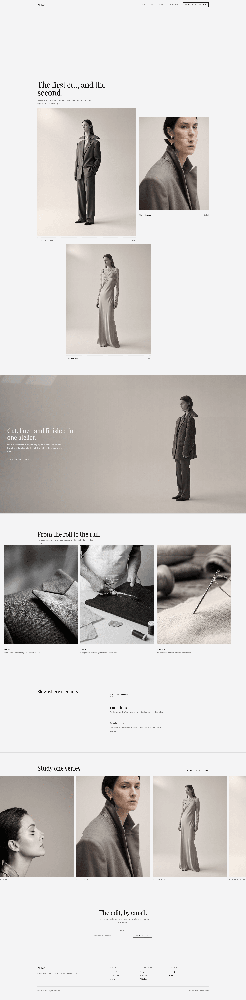 ZENZ.
COLLECTIONS
CRAFT
LOOKBOOK
SHOP THE COLLECTION
The first cut, and the
second.
A tight edit of tailored shapes. Two silhouettes, cut again and
again until the line is right.
The Satin Lapel
Detail
The Sharp Shoulder
$340
The Quiet Slip
$380
Cut, lined and finished in
one atelier.
Every piece passes through a single pair of hands on its way
from the cutting table to the rail. That is how the shape stays
true.
SHOP THE COLLECTION
From the roll to the rail.
Three pairs of hands, three quiet steps. The cloth, the cut, the
stitch.
The cloth
Wool and silk, checked by hand before it is cut.
The cut
One pattern, drafted, graded and cut to order.
The stitch
Bound seams, finished by hand in the atelier.
Slow where it counts.
cut.
Cut in-house
Patterns are drafted, graded and finished in a single atelier.
Made to order
Cut from the roll when you order. Nothing is run ahead of
demand.
Study one series.
EXPLORE THE CAMPAIGN
The edit, by email.
One note each release. Sizes, new cuts, and the occasional
studio film.
EMAIL
you@example.com
JOIN THE LIST
ZENZ.
Considered tailoring for women who dress for how
they move.
HOUSE
The edit
The atelier
Stores
COLLECTIONS
Sharp Shoulder
Quiet Slip
Wide Leg
CONTACT
studio@zenz.estate
Press
© 2026 ZENZ. All rights reserved.
Studio collection · Made to order